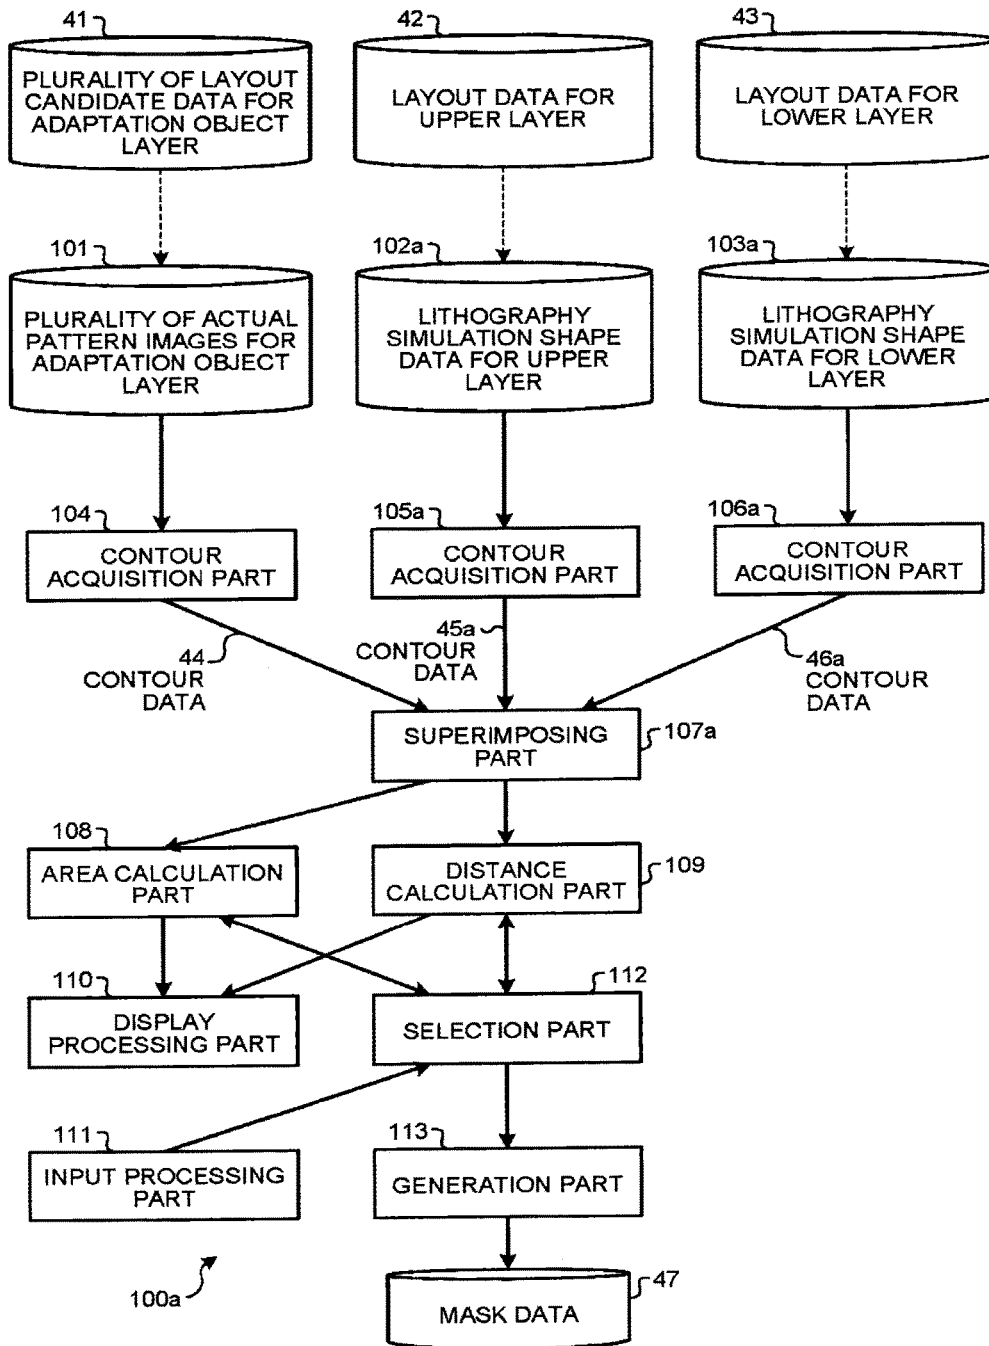 41
PLURALITY OF LAYOUT
CANDIDATE DATA FOR
ADAPTATION OBJECT
LAYER
42
LAYOUT DATA FOR
UPPER LAYER
43
LAYOUT DATA FOR
LOWER LAYER
101
PLURALITY OF ACTUAL
PATTERN IMAGES FOR
ADAPTATION OBJECT
LAYER
102a
LITHOGRAPHY
SIMULATION SHAPE
DATA FOR UPPER
LAYER
103a
LITHOGRAPHY
SIMULATION SHAPE
DATA FOR LOWER
LAYER
104
CONTOUR
ACQUISITION PART
105a
CONTOUR
ACQUISITION PART
106a
CONTOUR
ACQUISITION PART
44
CONTOUR
DATA
45a
CONTOUR
DATA
46a
CONTOUR
DATA
SUPERIMPOSING
PART
107a
108
AREA CALCULATION
PART
DISTANCE
CALCULATION PART
109
110
DISPLAY
PROCESSING PART
112
SELECTION PART
111
INPUT PROCESSING
PART
113
GENERATION PART
100a
47
MASK DATA